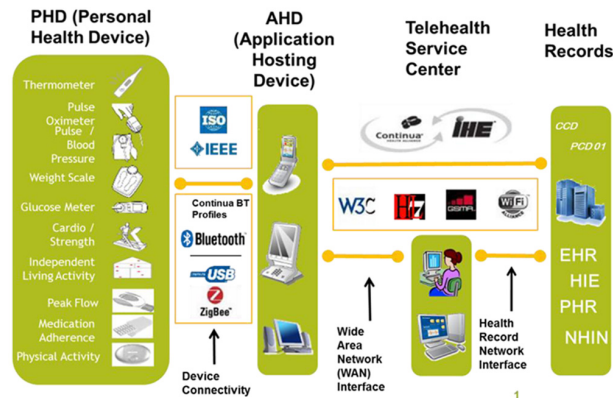 PHD (Personal
Health Device)
AHD
(Application
Hosting
Device)
Telehealth
Service
Center
Health
Records
Thermometer
Pulse
Oximeter
Pulse /
Blood
Pressure
Weight Scale
Glucose Meter
Cardio /
Strength
Independent
Living Activity
Peak Flow
Medication
Adherence
Physical Activity
ISO
IEEE
Continua BT
Profiles
Bluetooth
USB
ZigBee
Device
Connectivity
Continua
IHE
W3C
HL7
GSMA
WiFi
Wide
Area
Network
(WAN)
Interface
Health
Record
Network
Interface
CCD
PCD 01
EHR
HIE
PHR
NHIN
1